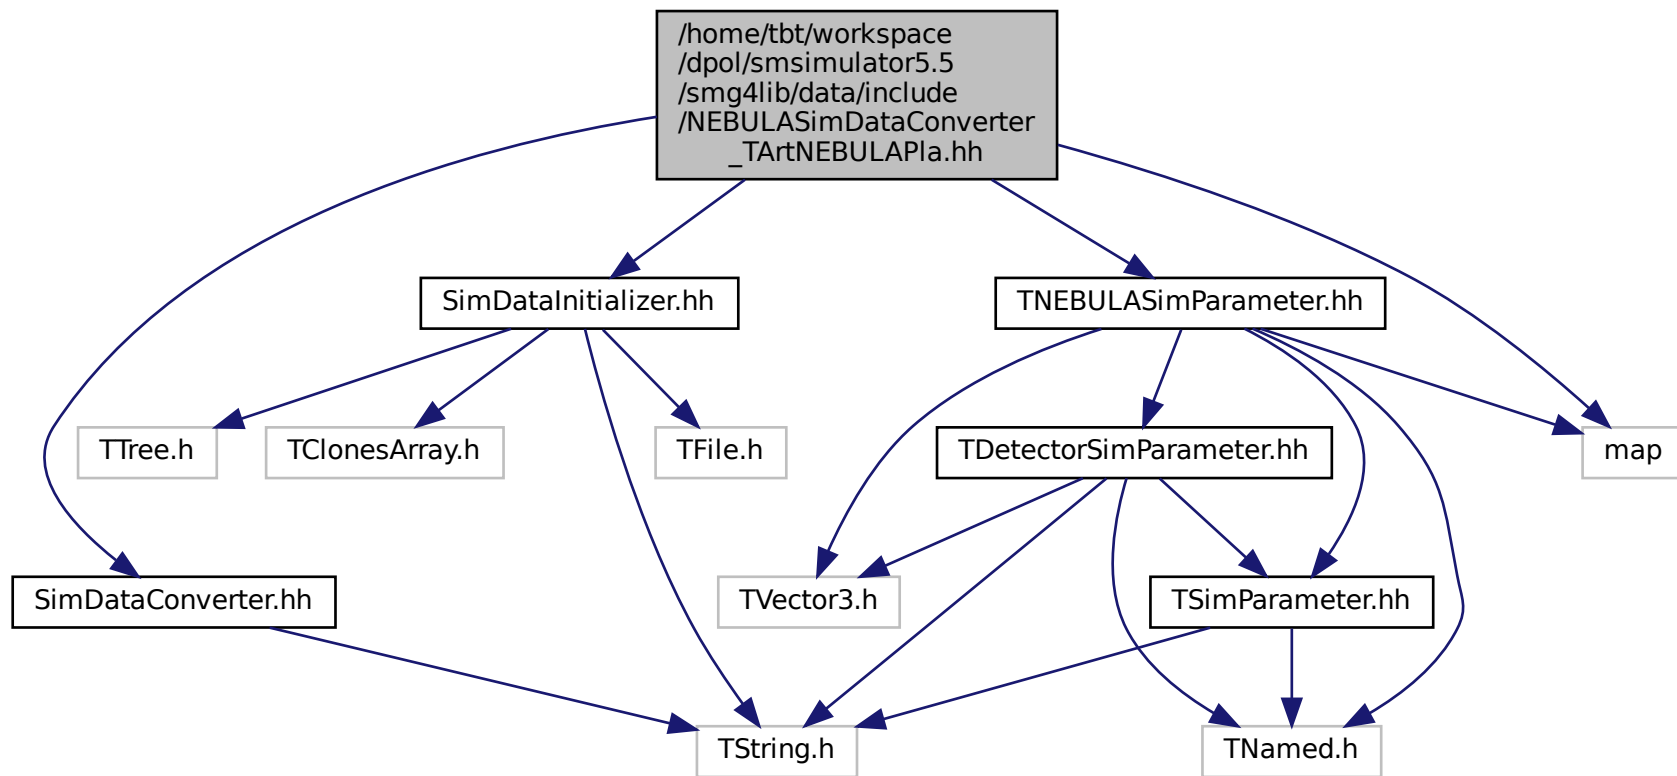 /home/tbt/workspace
/dpol/smsimulator5.5
/smg4lib/data/include
/NEBULASimDataConverter
_TArtNEBULAPla.hh
SimDataInitializer.hh
TNEBULASimParameter.hh
TTree.h
TClonesArray.h
TFile.h
TDetectorSimParameter.hh
map
SimDataConverter.hh
TVector3.h
TSimParameter.hh
TString.h
TNamed.h